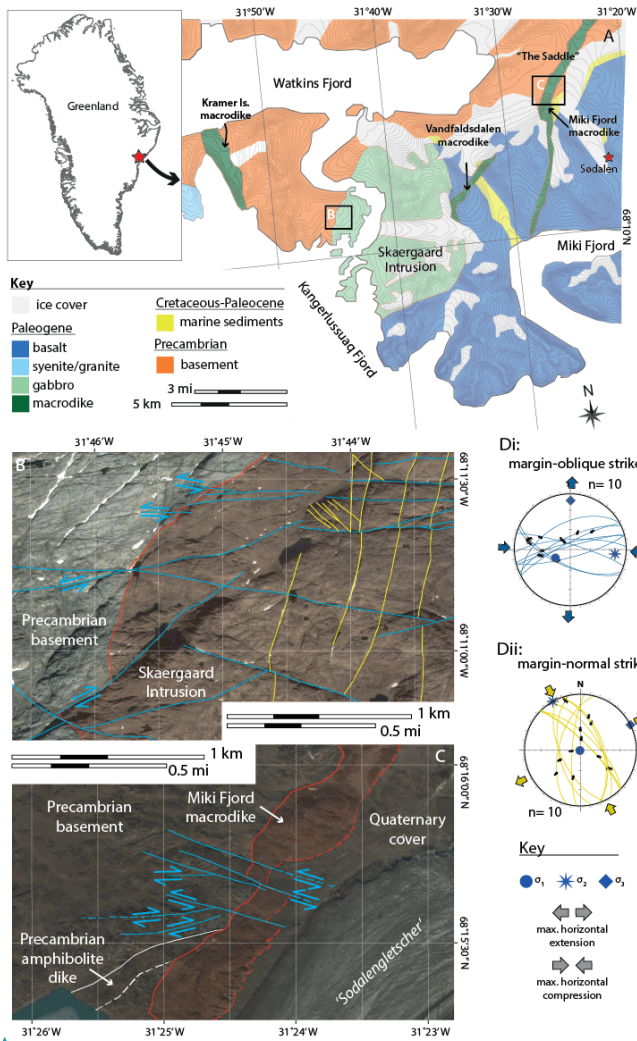 31°50'W
31°40'W
31°30'W
31°20'W
A
Greenland
Watkins Fjord
"The Saddle"
C
Kramer Is.
macrodike
Vandfaldsdalen
macrodike
Miki Fjord
macrodike
Sødalen
B
68°10'N
Skaergaard
Intrusion
Miki Fjord
Kangerlussuaq Fjord
Key
ice cover
Paleogene
basalt
syenite/granite
gabbro
macrodike
Cretaceous-Paleocene
marine sediments
Precambrian
basement
3 mi
5 km
N
31°46'W
31°45'W
31°44'W
B
68°11'30"W
68°11'00"W
Precambrian
basement
Skaergaard
Intrusion
1 km
0.5 mi
Di:
margin-oblique strike
n= 10
Dii:
margin-normal strik
N
n= 10
Key
σ₁
σ₂
σ₃
max. horizontal
extension
max. horizontal
compression
1 km
0.5 mi
C
Precambrian
basement
Miki Fjord
macrodike
Quaternary
cover
68°16'00"N
68°15'30"N
Precambrian
amphibolite
dike
'Sodalengletscher'
31°26'W
31°25'W
31°24'W
31°23'W